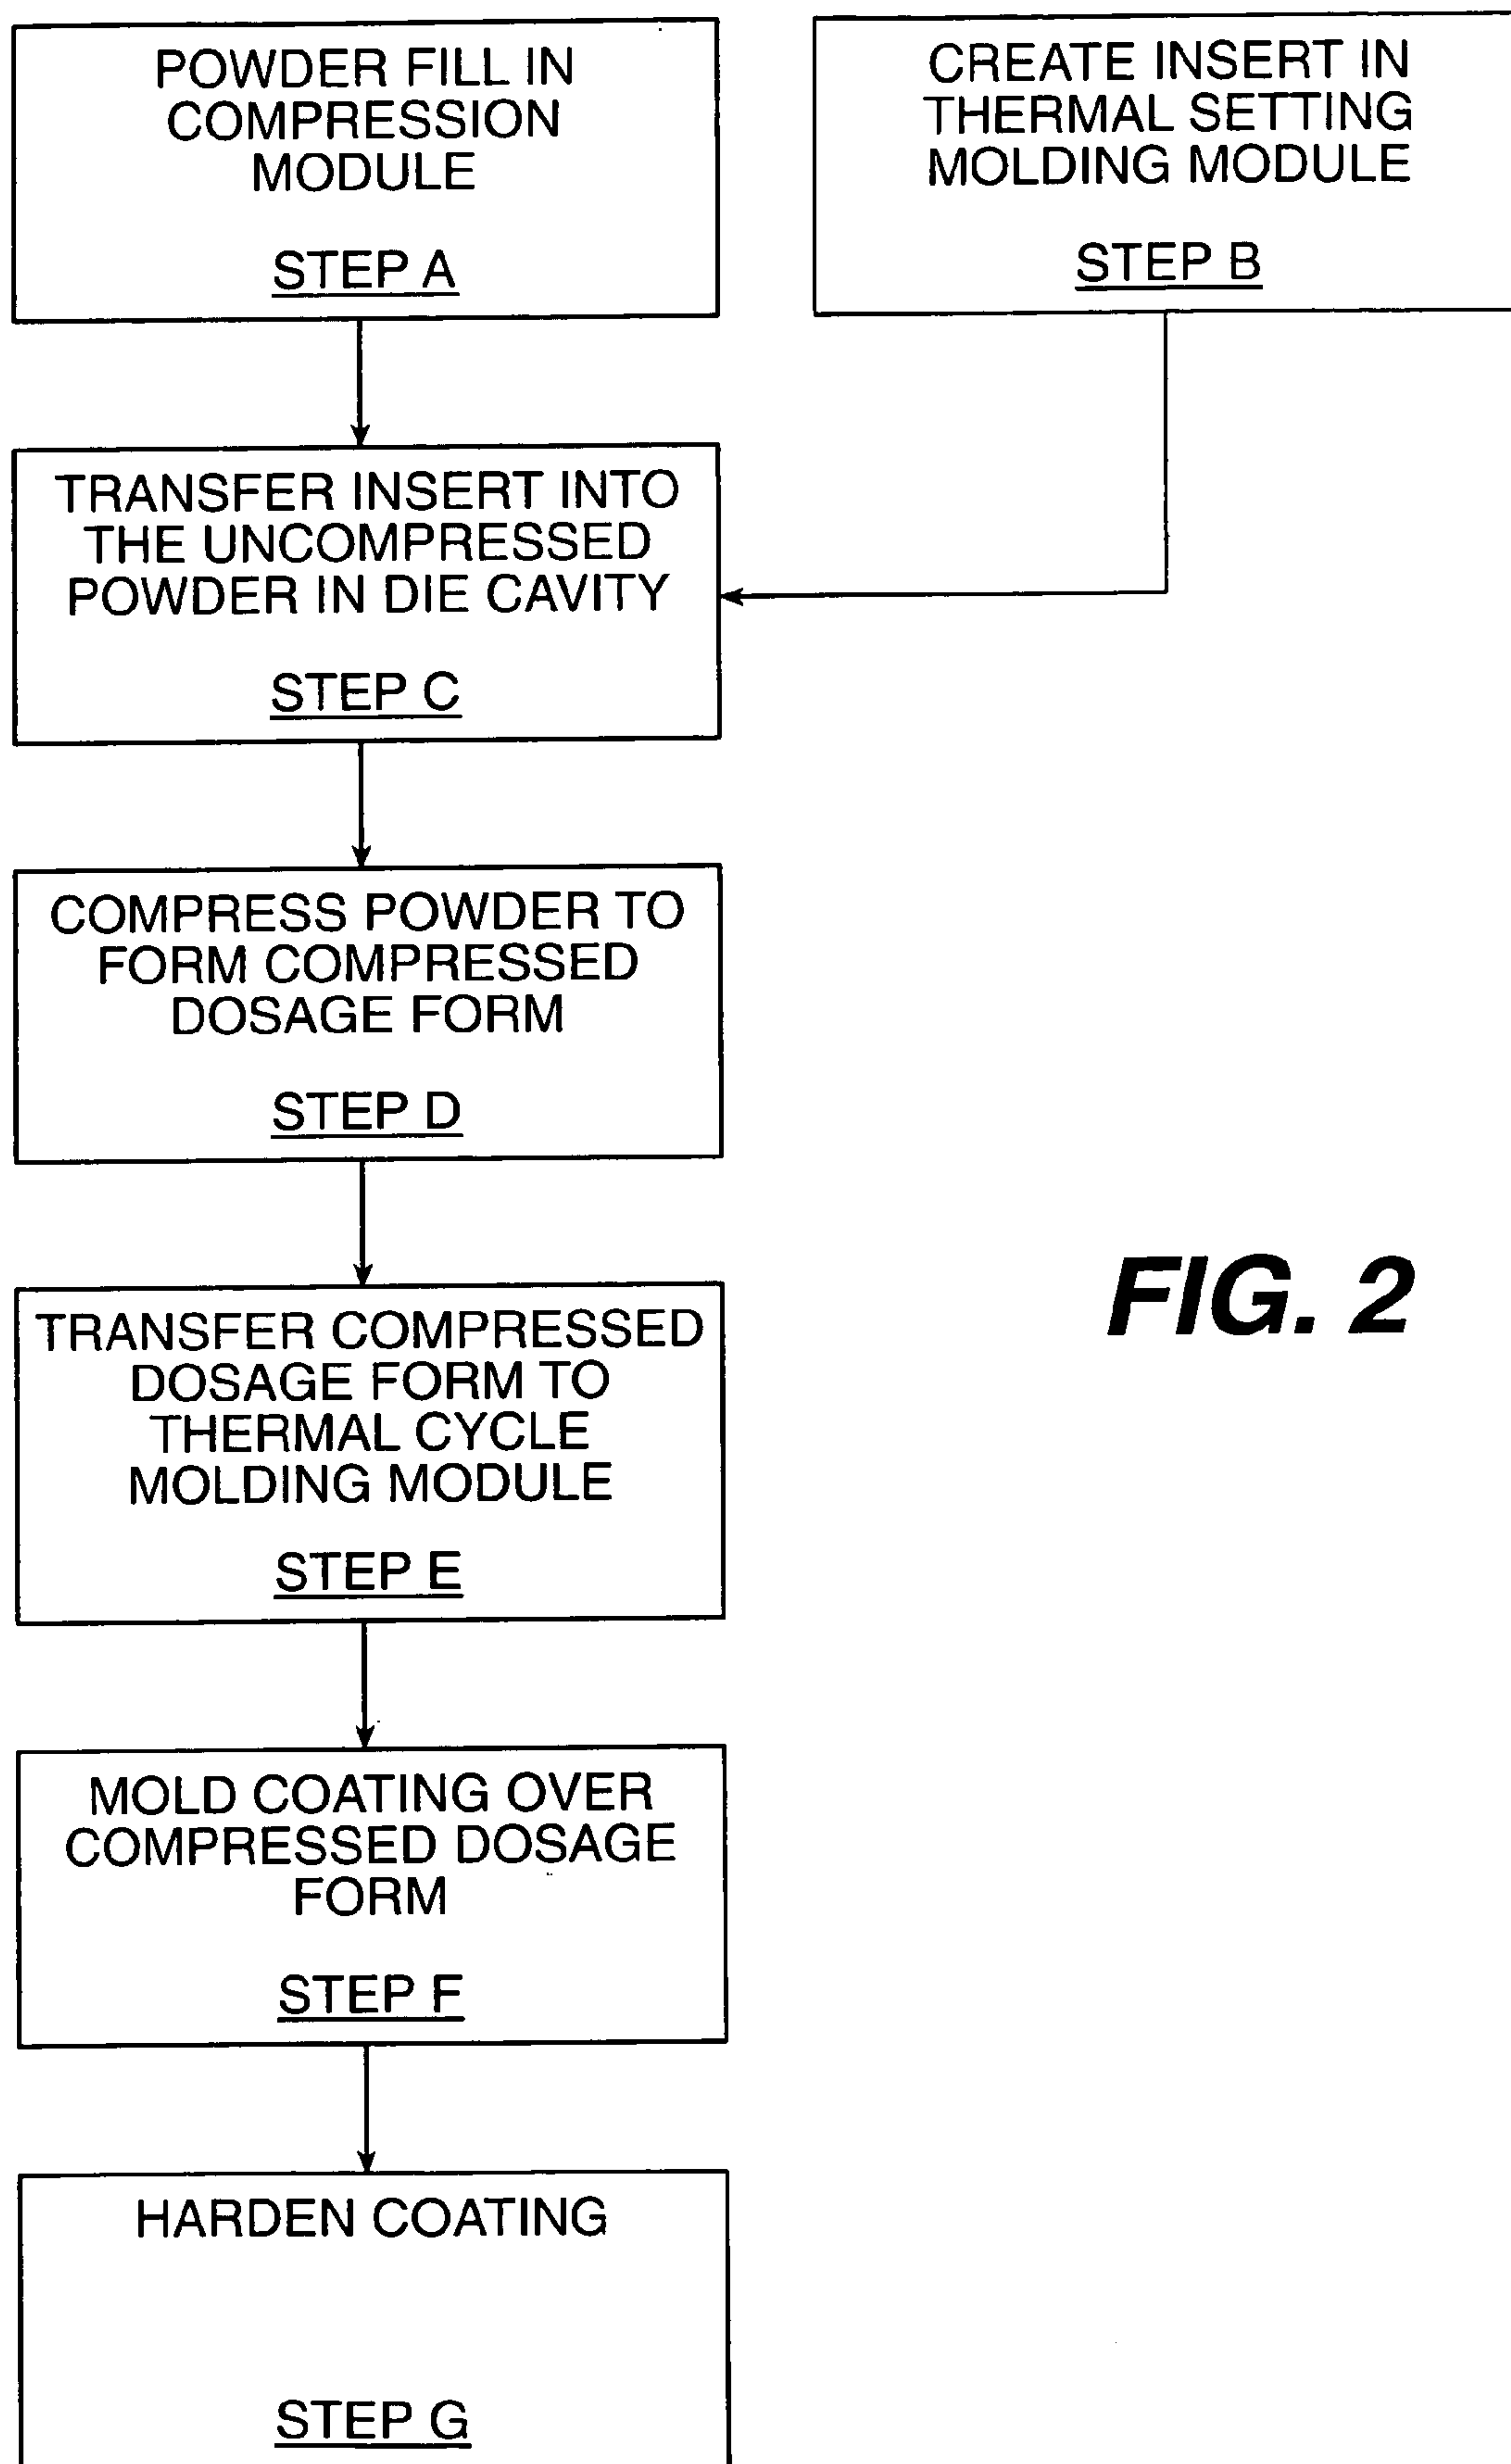 POWDER FILL IN
COMPRESSION
MODULE
STEP A
CREATE INSERT IN
THERMAL SETTING
MOLDING MODULE
STEP B
TRANSFER INSERT INTO
THE UNCOMPRESSED
POWDER IN DIE CAVITY
STEP C
COMPRESS POWDER TO
FORM COMPRESSED
DOSAGE FORM
STEP D
TRANSFER COMPRESSED
DOSAGE FORM TO
THERMAL CYCLE
MOLDING MODULE
STEP E
FIG. 2
MOLD COATING OVER
COMPRESSED DOSAGE
FORM
STEP F
HARDEN COATING
STEP G